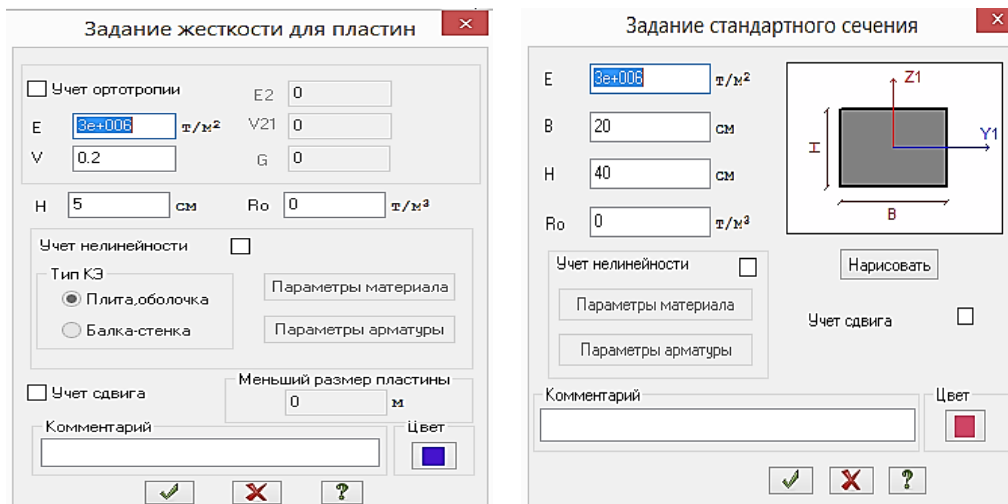 Задание жесткости для пластин
Учет ортотропии
E2 0
E 3e+006 т/м²
V21 0
V 0.2
G 0
H 5 см
Ro 0 т/м³
Учет нелинейности
Тип КЭ
Плита,оболочка
Балка-стенка
Параметры материала
Параметры арматуры
Учет сдвига
Меньший размер пластины
0 м
Комментарий
Цвет
?
Задание стандартного сечения
E 3e+006 т/м²
B 20 см
H 40 см
Ro 0 т/м³
Z1
Y1
H
B
Учет нелинейности
Параметры материала
Параметры арматуры
Нарисовать
Учет сдвига
Комментарий
Цвет
?